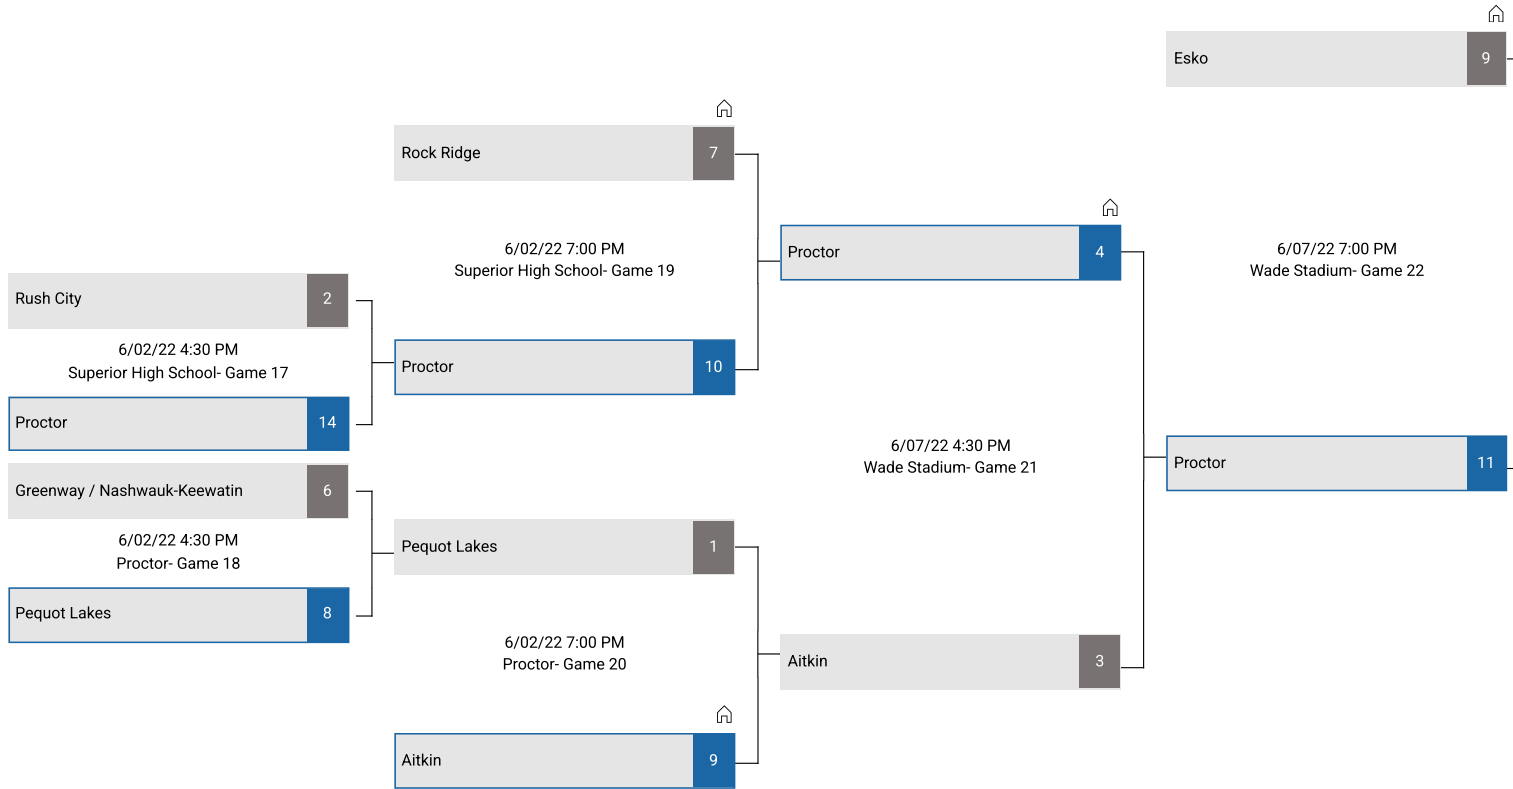 Rush City 2
6/02/22 4:30 PM
Superior High School- Game 17
Proctor 14
Greenway / Nashwauk-Keewatin 6
6/02/22 4:30 PM
Proctor- Game 18
Pequot Lakes 8
Rock Ridge 7
6/02/22 7:00 PM
Superior High School- Game 19
Proctor 10
Pequot Lakes 1
6/02/22 7:00 PM
Proctor- Game 20
Aitkin 9
Proctor 4
6/07/22 4:30 PM
Wade Stadium- Game 21
Aitkin 3
Esko 9
6/07/22 7:00 PM
Wade Stadium- Game 22
Proctor 11